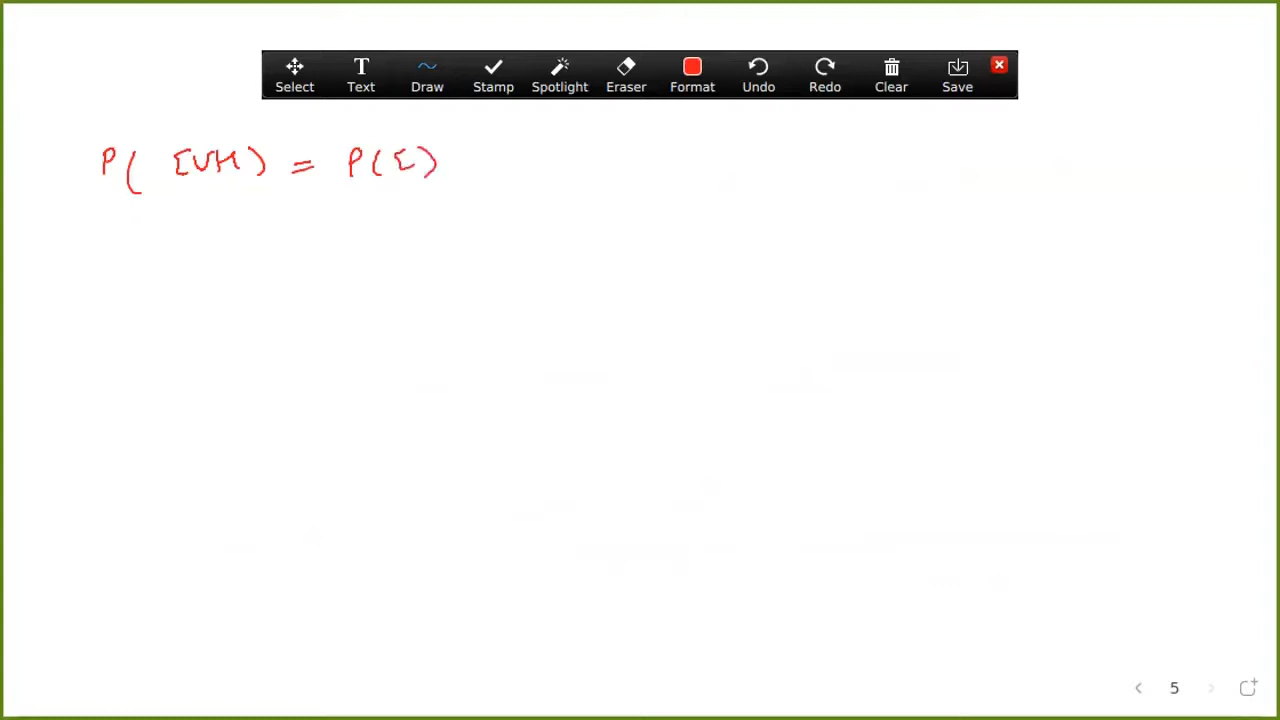 Select Text Draw Stamp Spotlight Eraser Format Undo Redo Clear Save
P( EUH) = P(E)
5